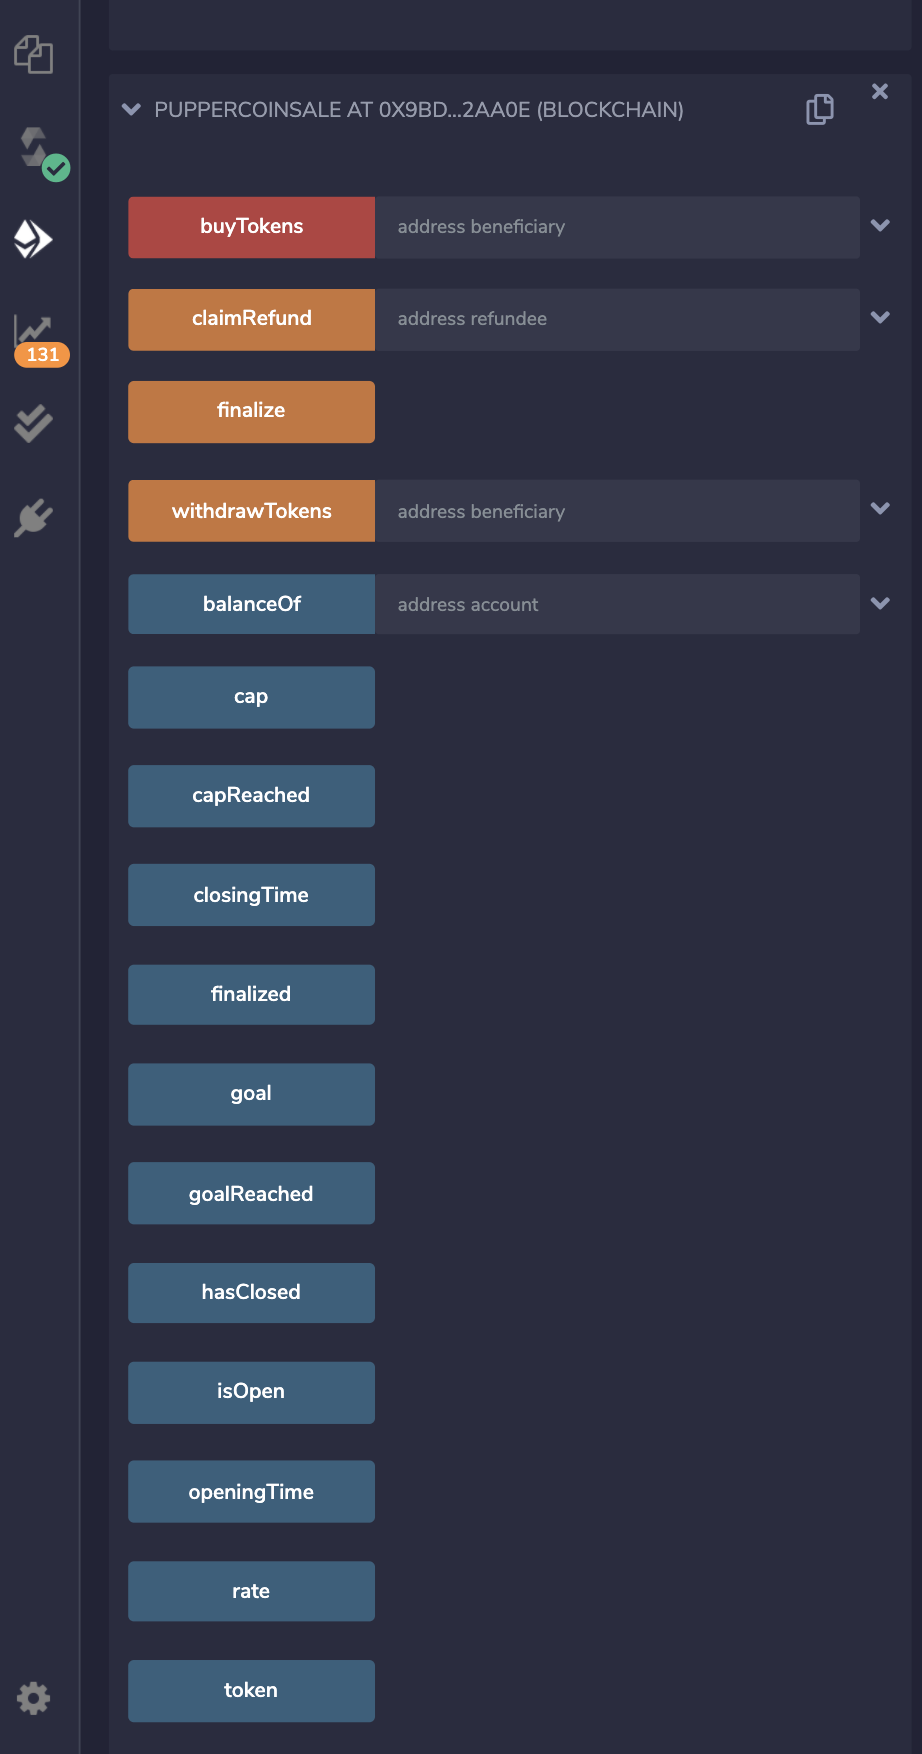 PUPPERCOINSALE AT 0X9BD...2AA0E (BLOCKCHAIN)
buyTokens address beneficiary
claimRefund address refundee
131
finalize
withdrawTokens address beneficiary
balanceOf address account
cap
capReached
closingTime
finalized
goal
goalReached
hasClosed
isOpen
openingTime
rate
token